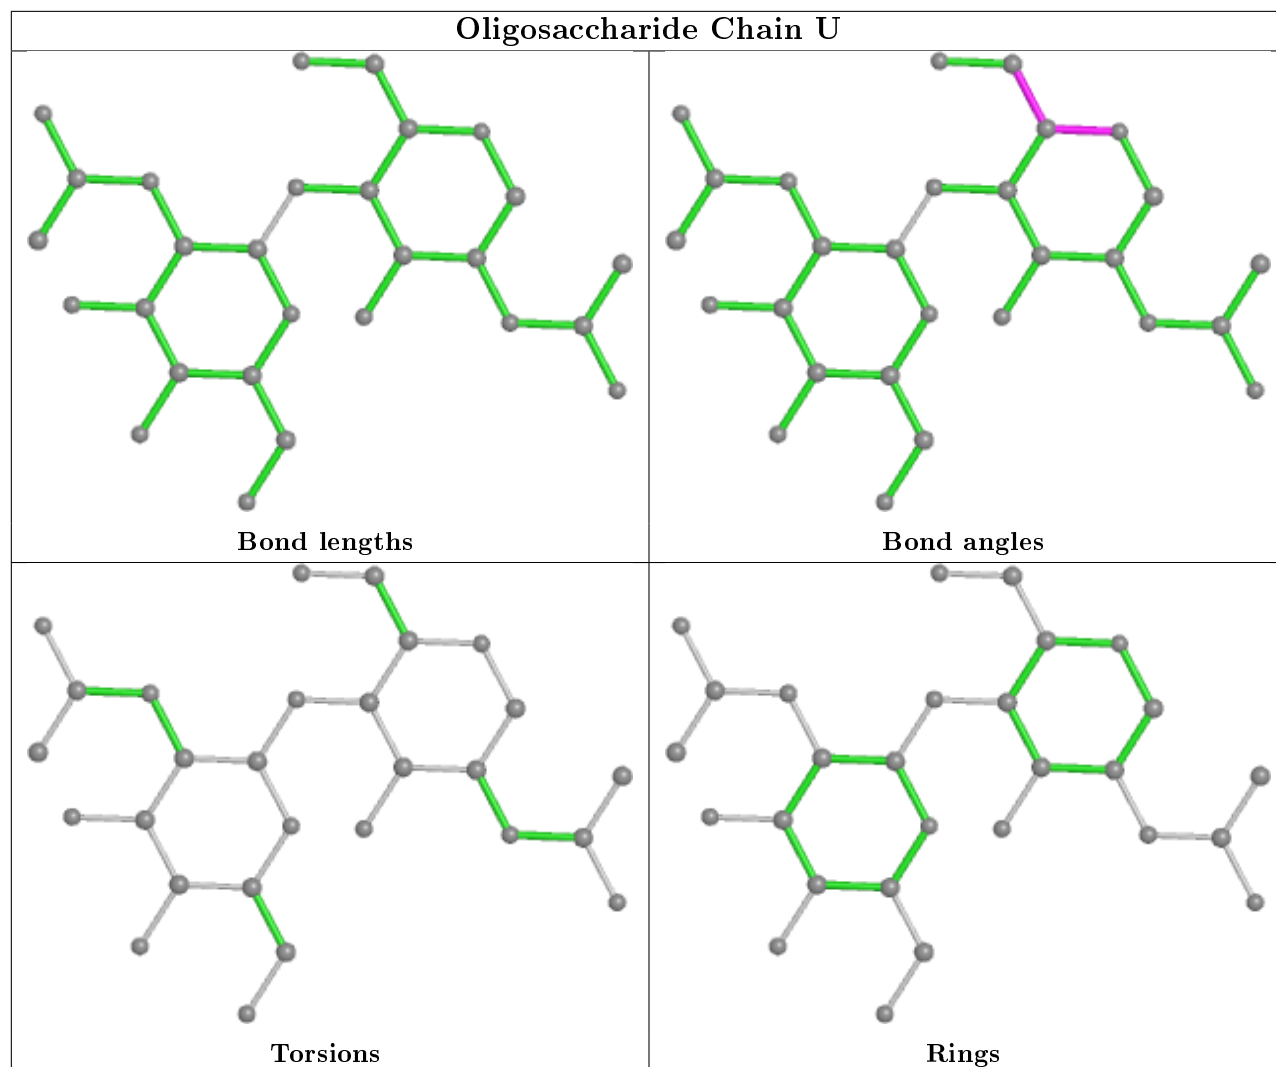 Oligosaccharide Chain U
Bond lengths
Bond angles
Torsions
Rings